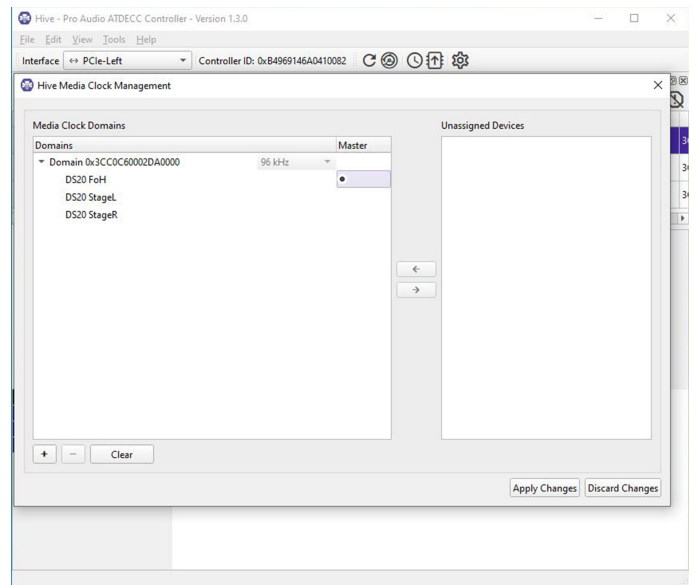 Hive - Pro Audio ATDECC Controller - Version 1.3.0
File Edit View Tools Help
Interface PCIe-Left Controller ID: 0xB4969146A0410082
Hive Media Clock Management
Media Clock Domains Unassigned Devices
Domains Master
Domain 0x3CC0C60002DA0000 96 kHz
DS20 FoH
DS20 StageL
DS20 StageR
Clear
Apply Changes Discard Changes